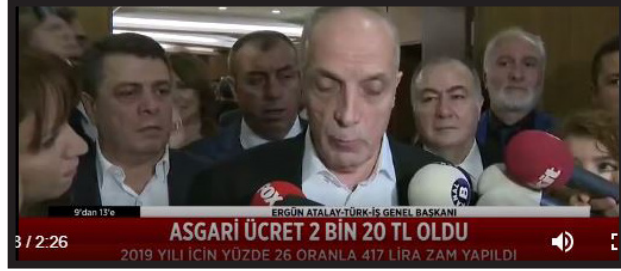 FOX
B
9'dan 13'e
ERGÜN ATALAY-TÜRK-İŞ GENEL BAŞKANI
ASGARİ ÜCRET 2 BİN 20 TL OLDU
3 / 2:26
2019 YILI İÇİN YÜZDE 26 ORANLA 417 LİRA ZAM YAPILDI